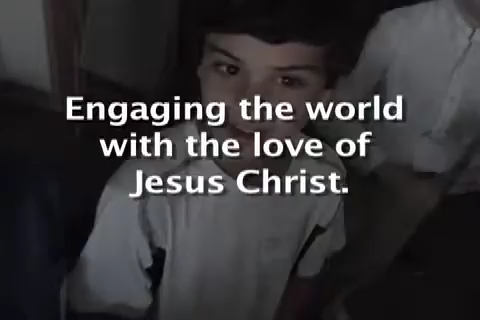 Engaging the world
with the love of
Jesus Christ.